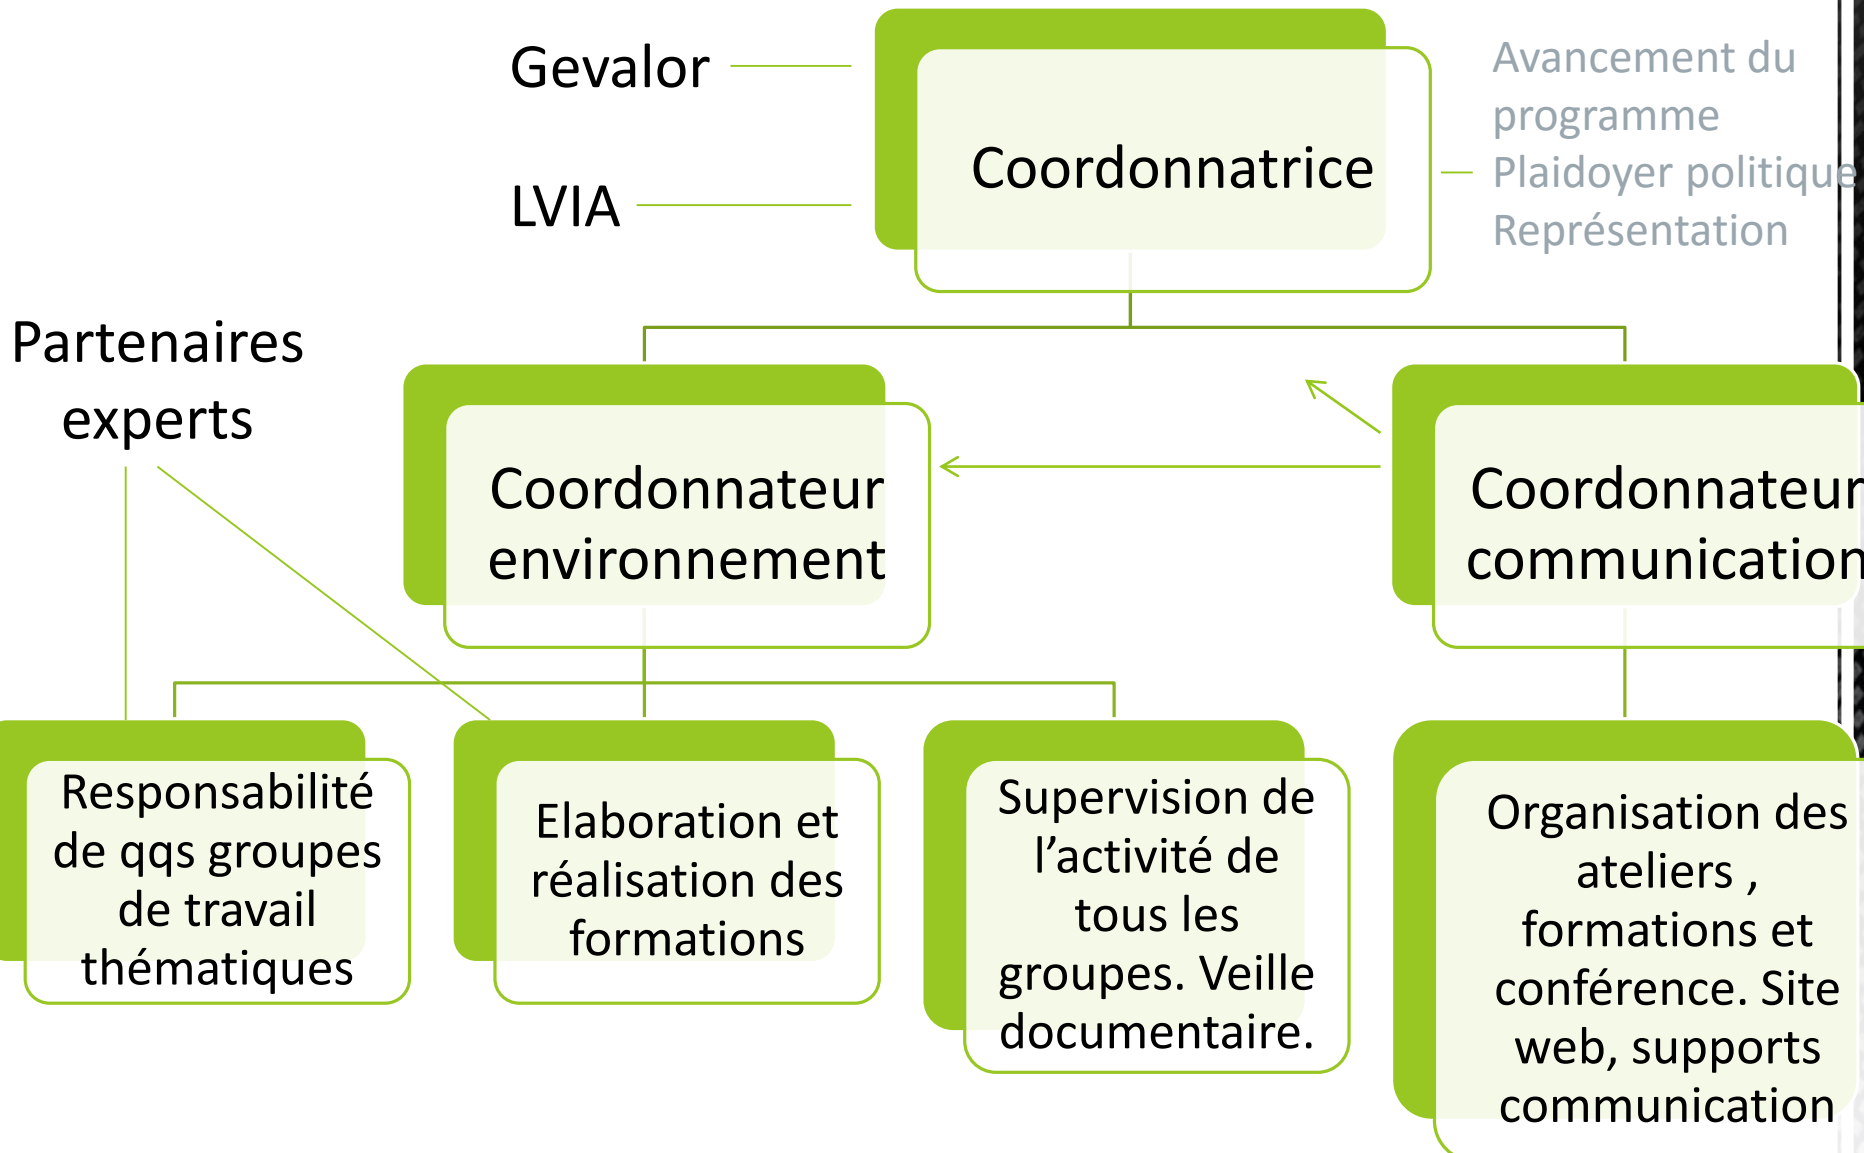 Gevalor
LVIA
Coordonnatrice
Avancement du
programme
Plaidoyer politique
Représentation
Partenaires
experts
Coordonnateur
environnement
Coordonnateur
communication
Responsabilité
de qqs groupes
de travail
thématiques
Elaboration et
réalisation des
formations
Supervision de
l’activité de
tous les
groupes. Veille
documentaire.
Organisation des
ateliers ,
formations et
conférence. Site
web, supports
communication